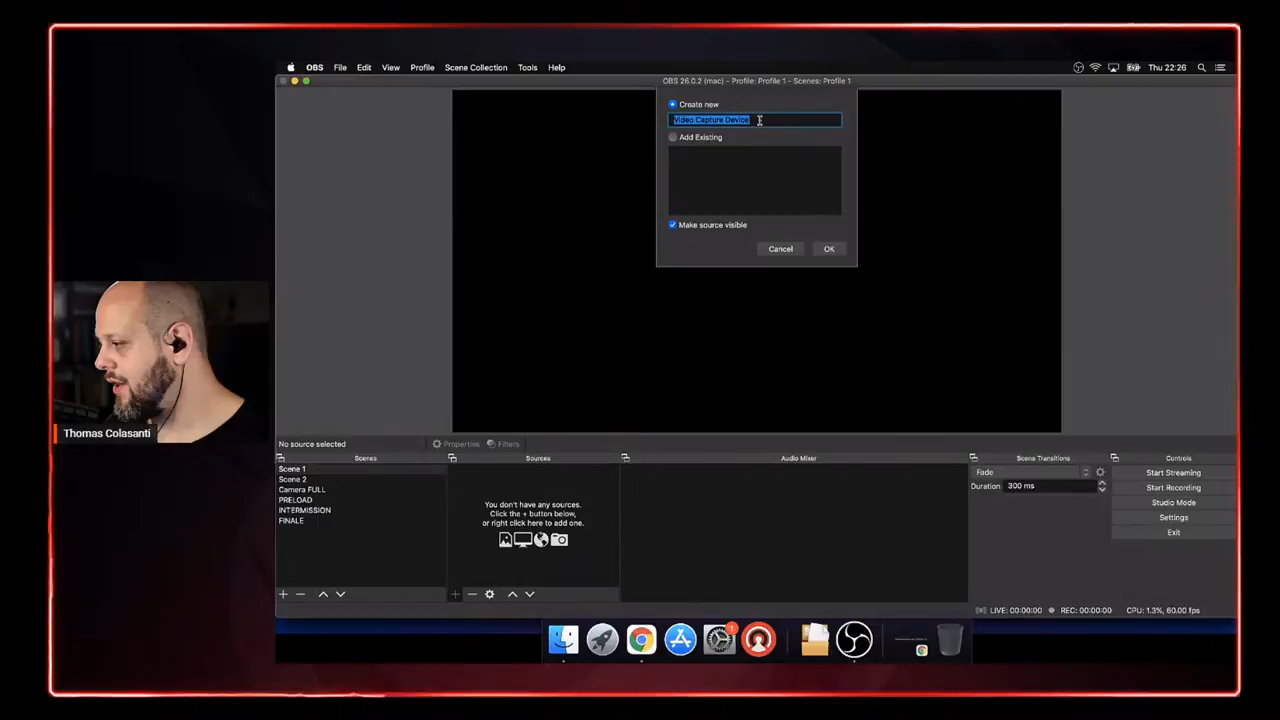 OBS File Edit View Profile Scene Collection Tools Help
Thu 22:26
OBS 26.0.2 (mac) - Profile: Profile 1 - Scenes: Profile 1
Create new
Video Capture Device
Add Existing
Make source visible
Cancel OK
Thomas Colasanti
No source selected
Properties Filters
Scenes
Scene 1
Scene 2
Camera FULL
PRELOAD
INTERMISSION
FINALE
Sources
You don't have any sources.
Click the + button below,
or right click here to add one.
Audio Mixer
Scene Transitions
Fade
Duration 300 ms
Controls
Start Streaming
Start Recording
Studio Mode
Settings
Exit
LIVE: 00:00:00 REC: 00:00:00 CPU: 1.3%, 60.00 fps
1